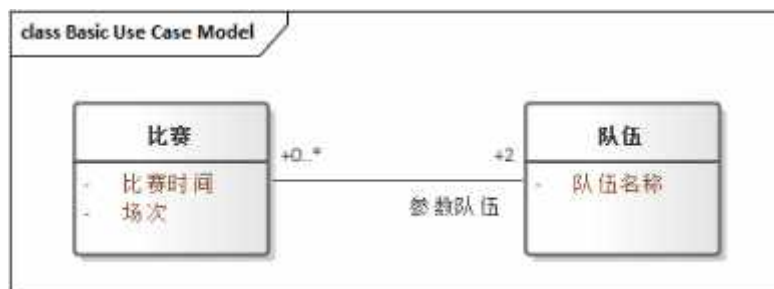 class Basic Use Case Model
比赛
队伍
+0..*
+2
- 比赛时间
- 队伍名称
- 场次
参数队伍